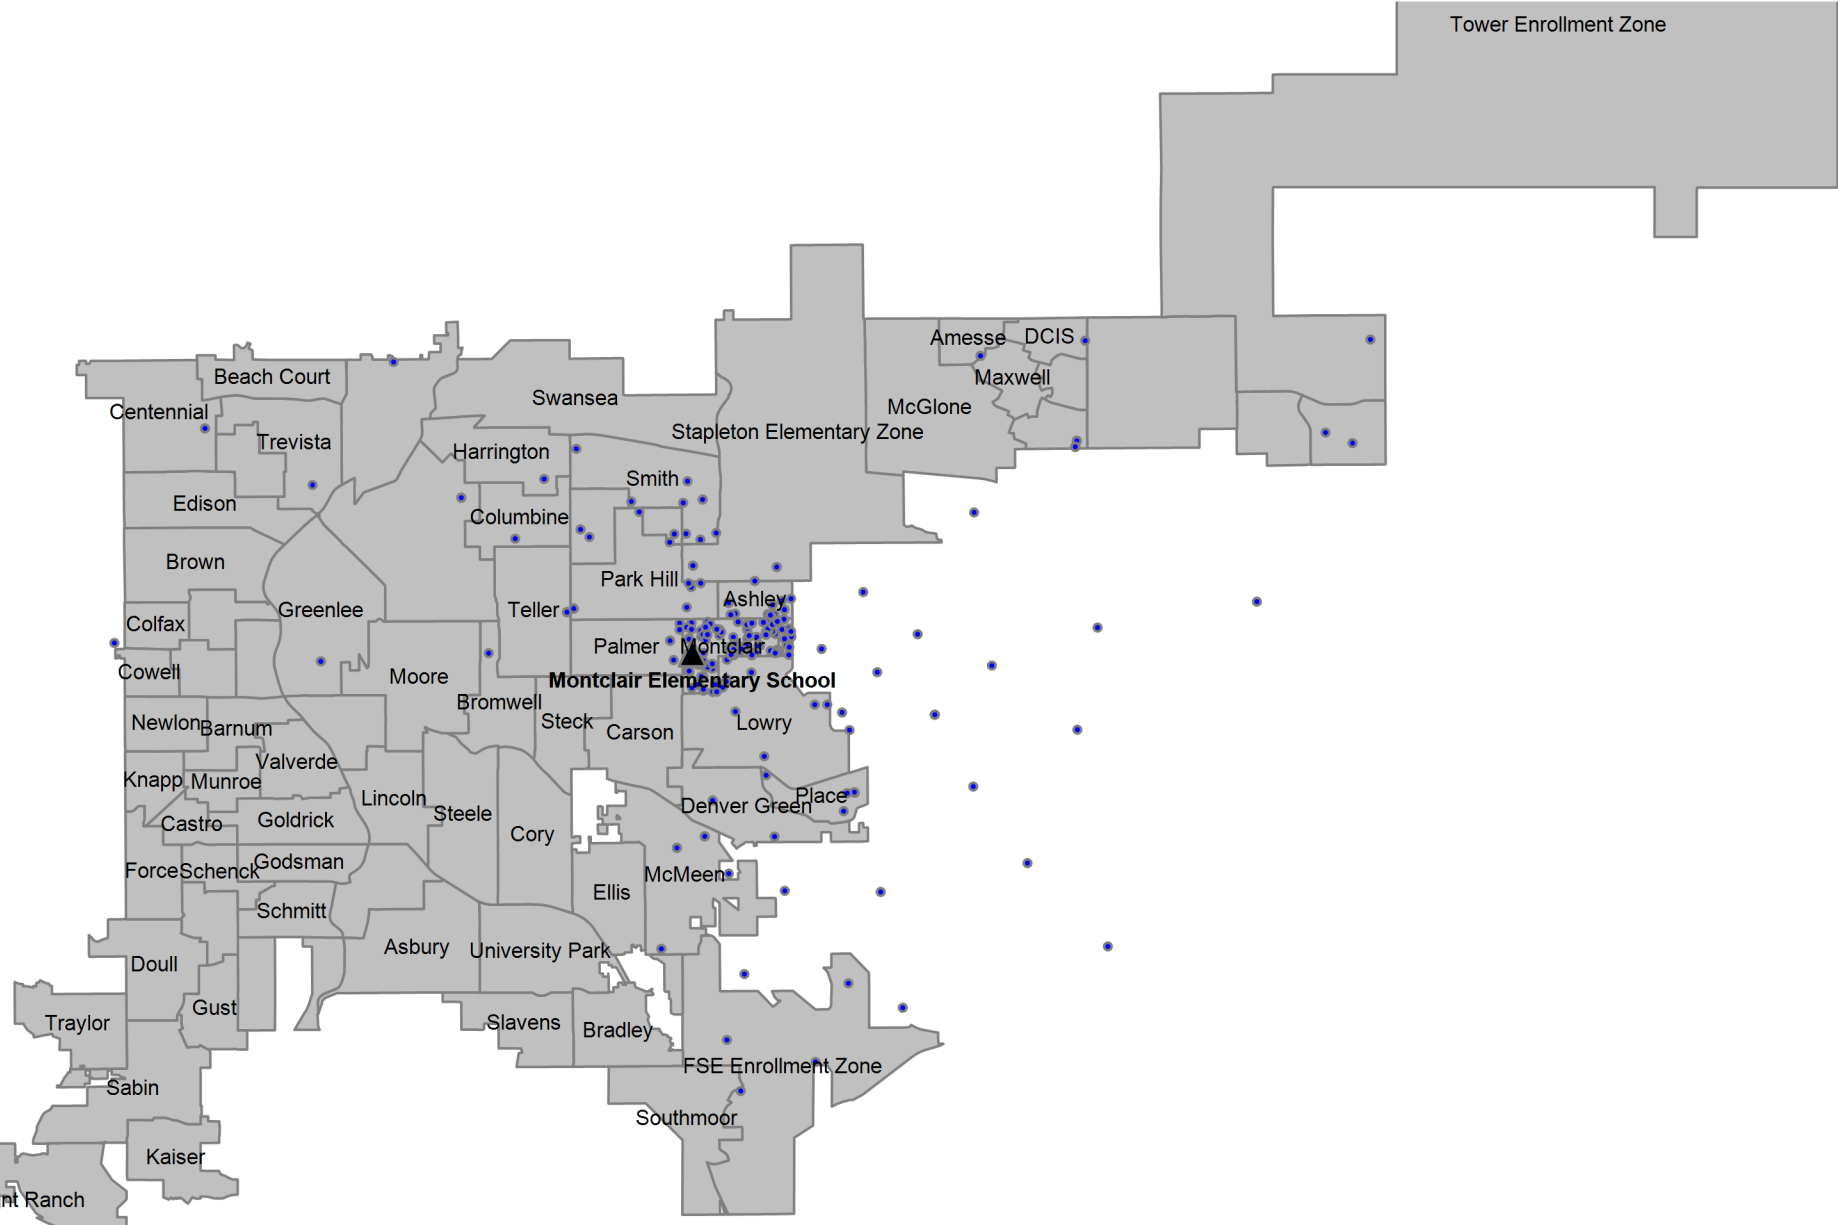 Tower Enrollment Zone
Amesse
DCIS
Beach Court
Maxwell
Swansea
McGlone
Centennial
Stapleton Elementary Zone
Trevista
Harrington
Smith
Edison
Columbine
Brown
Park Hill
Ashley
Greenlee
Teller
Colfax
Palmer
Montclair
Cowell
Moore
Montclair Elementary School
Bromwell
Newlon
Barnum
Steck
Carson
Lowry
Valverde
Knapp
Munroe
Lincoln
Steele
Denver Green
Place
Castro
Goldrick
Cory
Force
Schenck
Godsman
McMeen
Ellis
Schmitt
Asbury
University Park
Doull
Gust
Traylor
Slavens
Bradley
FSE Enrollment Zone
Sabin
Southmoor
Kaiser
nt Ranch